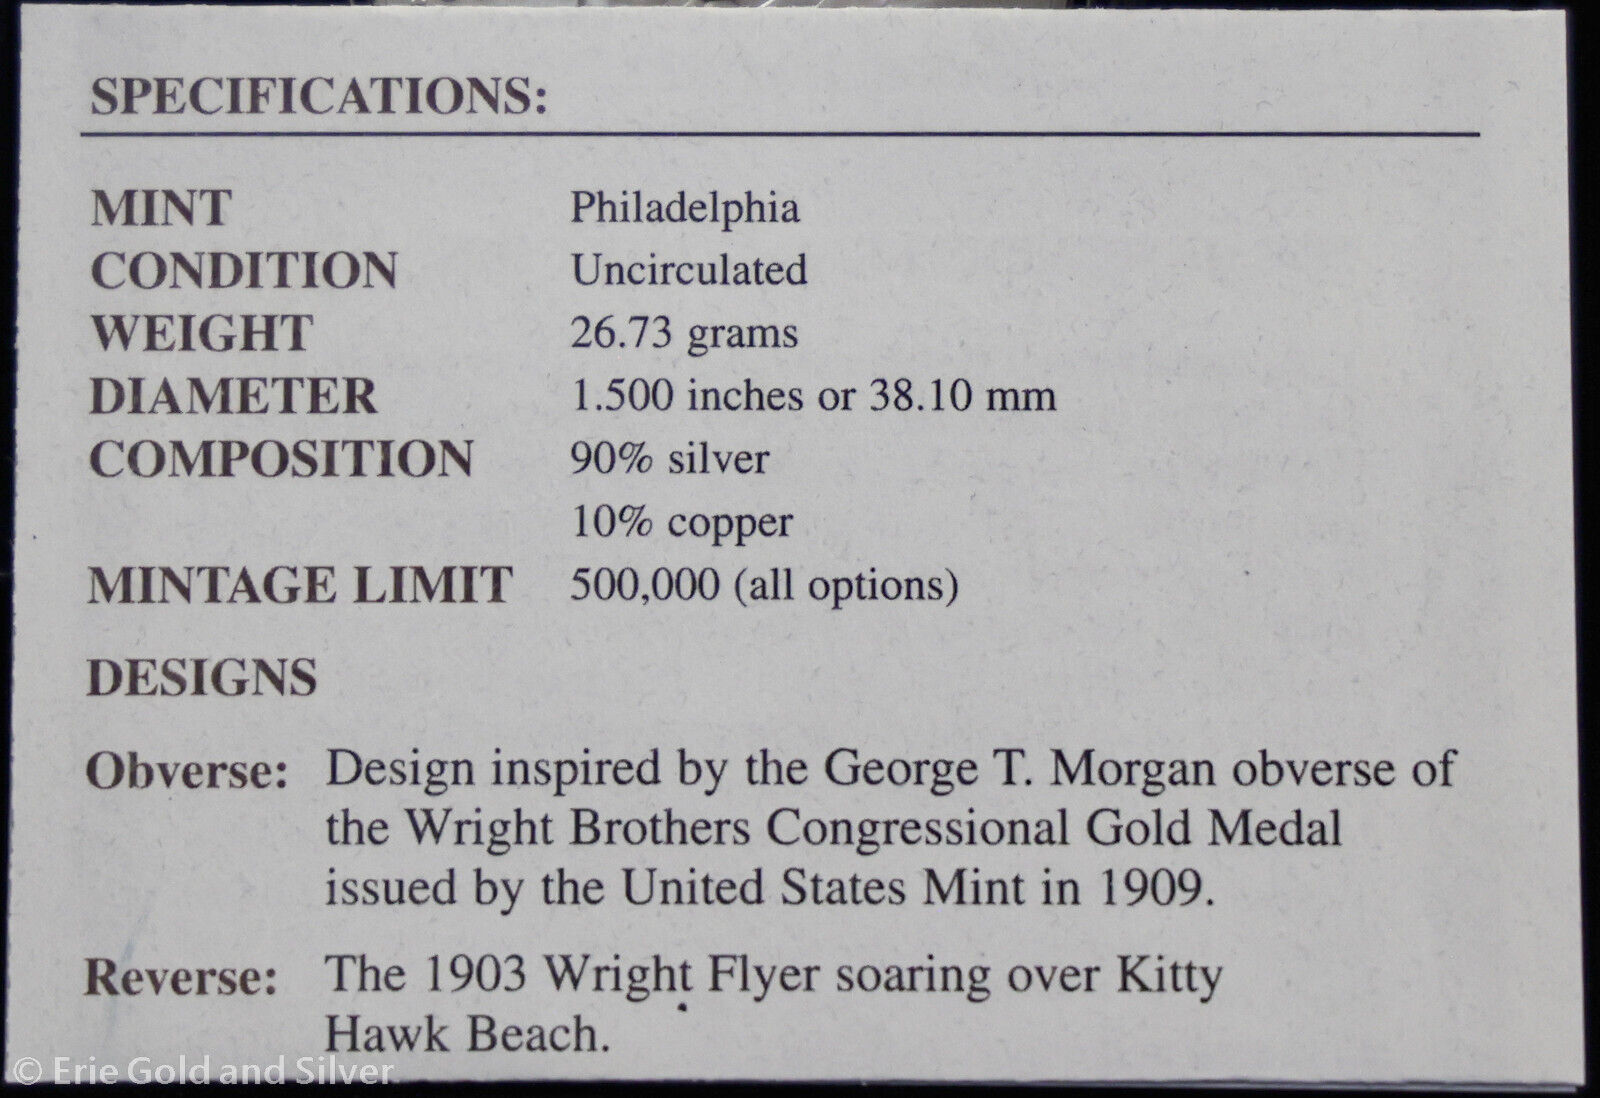 SPECIFICATIONS:
MINT Philadelphia
CONDITION Uncirculated
WEIGHT 26.73 grams
DIAMETER 1.500 inches or 38.10 mm
COMPOSITION 90% silver
10% copper
MINTAGE LIMIT 500,000 (all options)
DESIGNS
Obverse: Design inspired by the George T. Morgan obverse of
the Wright Brothers Congressional Gold Medal
issued by the United States Mint in 1909.
Reverse: The 1903 Wright Flyer soaring over Kitty
Hawk Beach.
© Erie Gold and Silver